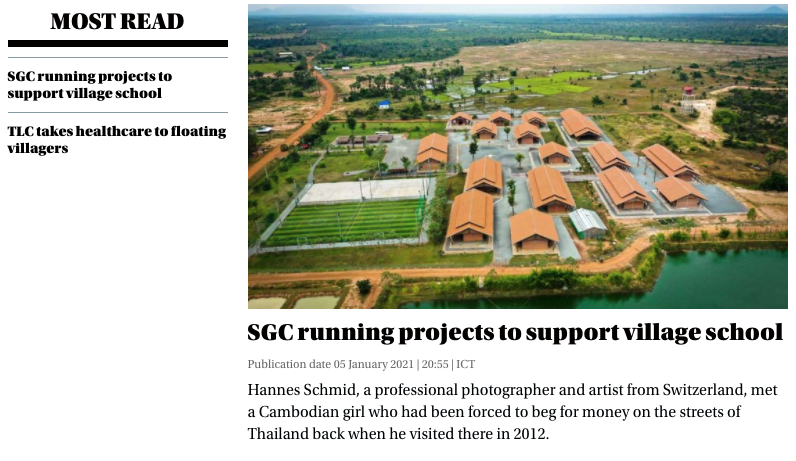 MOST READ
SGC running projects to
support village school
TLC takes healthcare to floating
villagers
SGC running projects to support village school
Publication date 05 January 2021 | 20:55 | ICT
Hannes Schmid, a professional photographer and artist from Switzerland, met
a Cambodian girl who had been forced to beg for money on the streets of
Thailand back when he visited there in 2012.